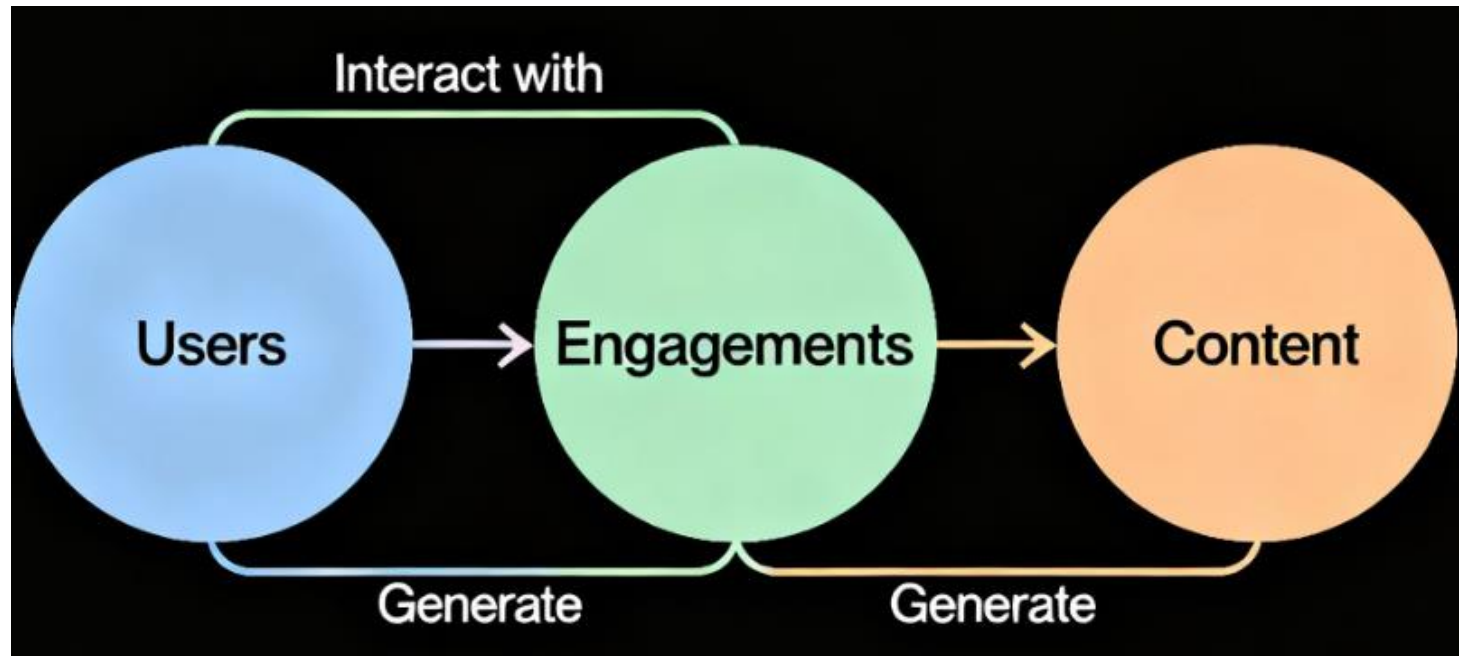 Interact with
Users
Engagements
Content
Generate
Generate